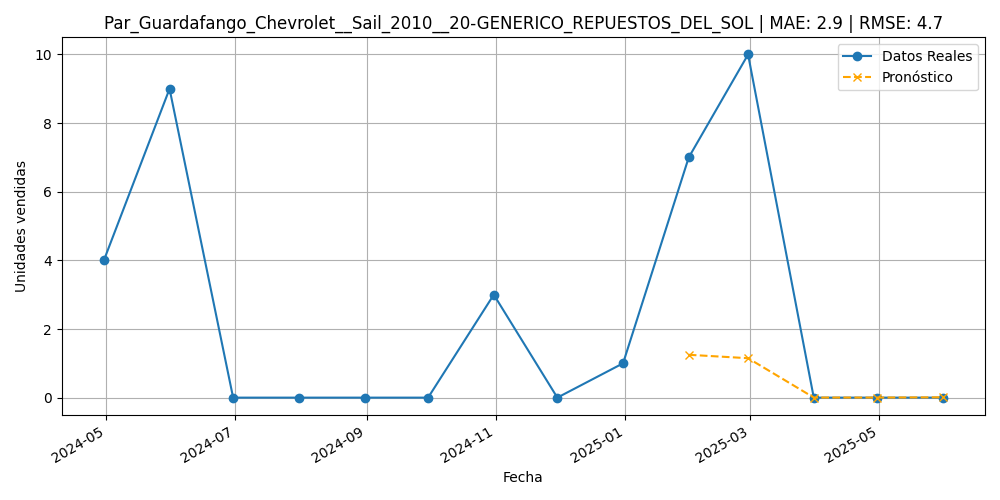 Par_Guardafango_Chevrolet__Sail_2010__20-GENERICO_REPUESTOS_DEL_SOL | MAE: 2.9 | RMSE: 4.7
Datos Reales
Pronóstico
Unidades vendidas
10
8
6
4
2
0
2024-05
2024-07
2024-09
2024-11
2025-01
2025-03
2025-05
Fecha